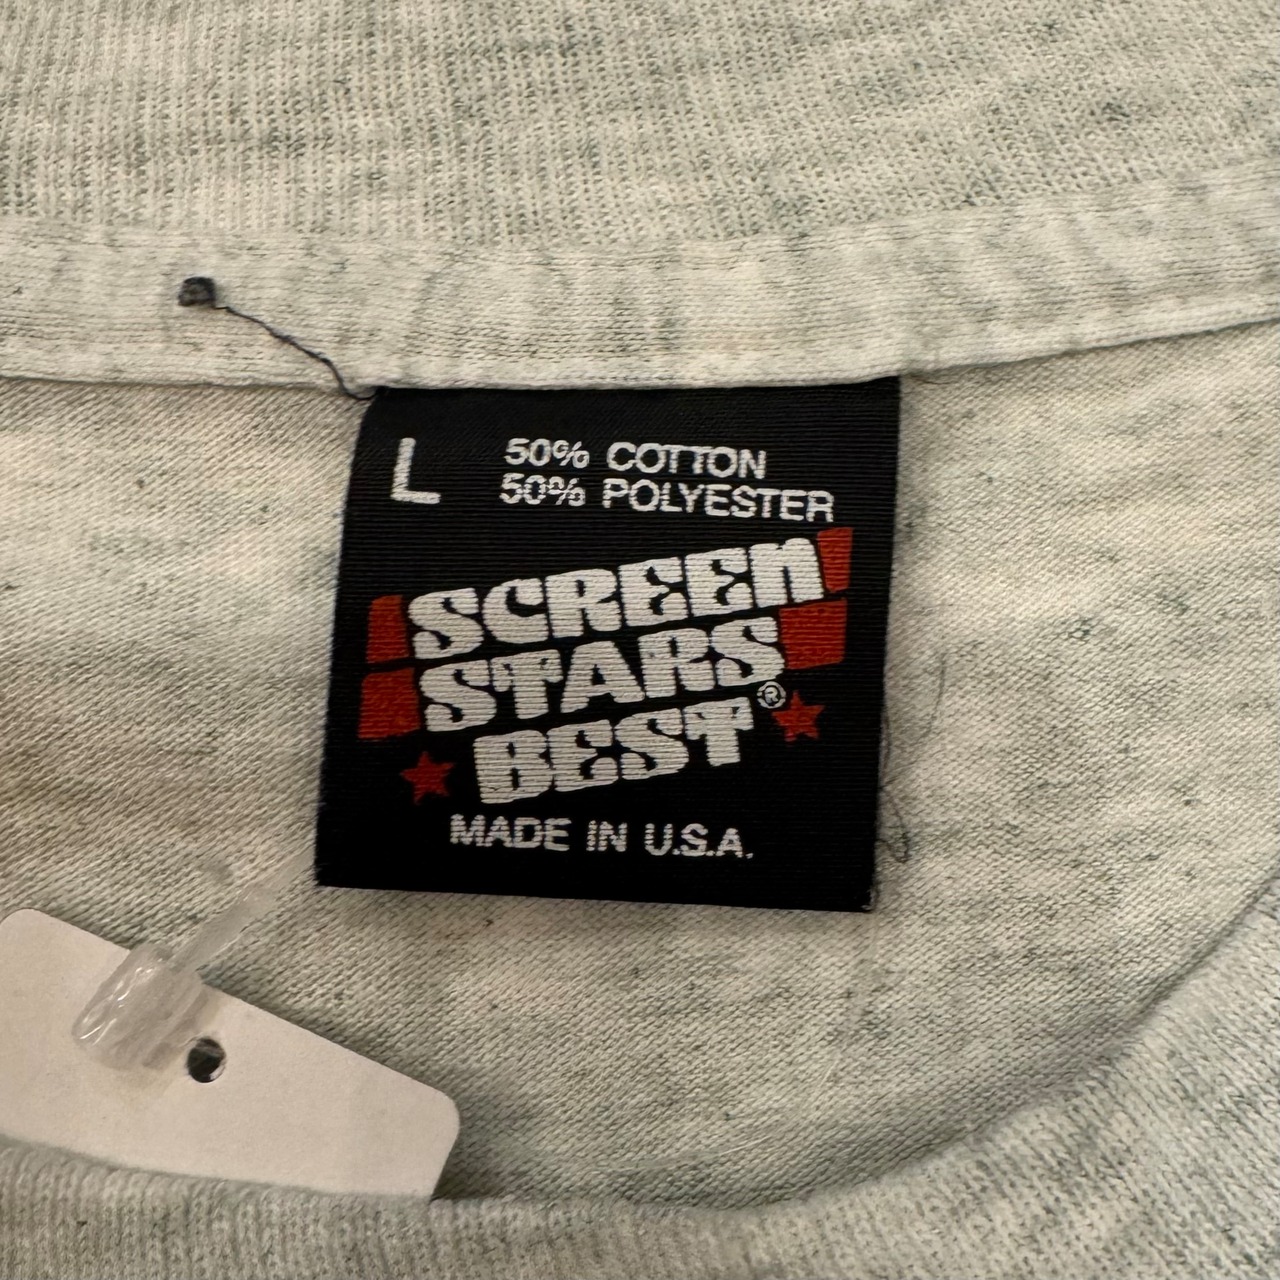 L 50% COTTON
50% POLYESTER
SCREEN
STARS
BEST®
MADE IN U.S.A.